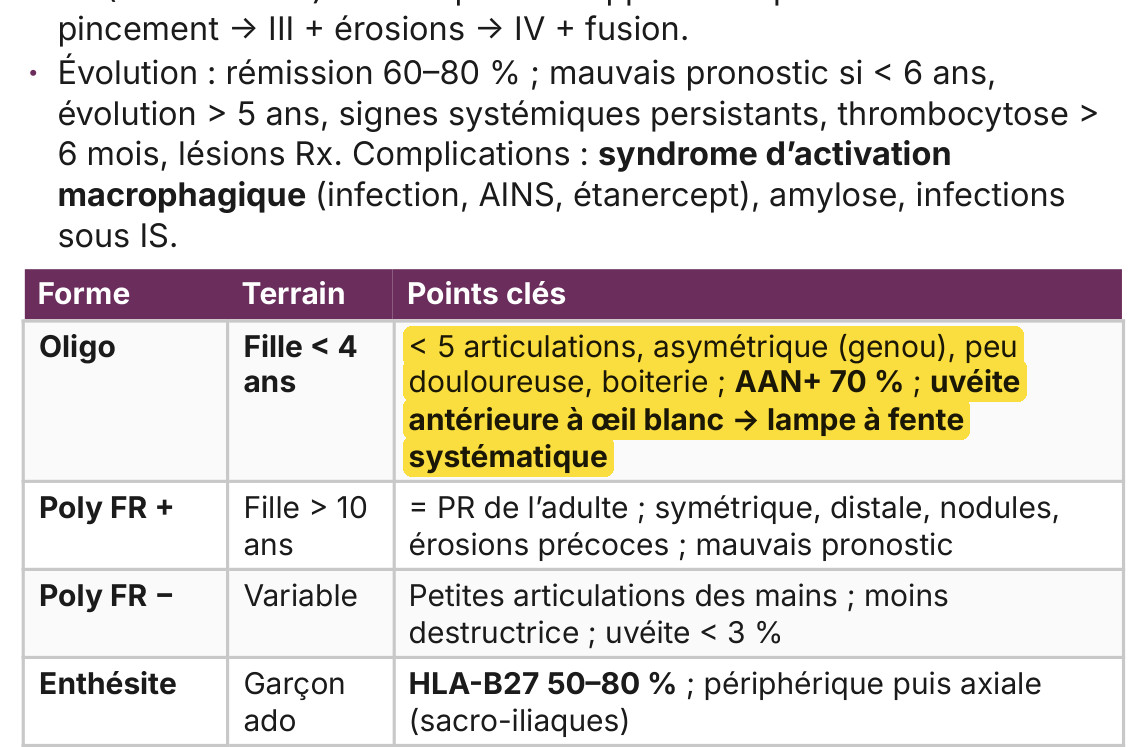 pincement → III + érosions → IV + fusion.
· Évolution : rémission 60–80 % ; mauvais pronostic si < 6 ans,
évolution > 5 ans, signes systémiques persistants, thrombocytose >
6 mois, lésions Rx. Complications : syndrome d’activation
macrophagique (infection, AINS, étanercept), amylose, infections
sous IS.
Forme Terrain Points clés
Oligo
Fille < 4
ans
< 5 articulations, asymétrique (genou), peu
douloureuse, boiterie ; AAN+ 70 % ; uvéite
antérieure à œil blanc → lampe à fente
systématique
Poly FR +
Fille > 10
ans
= PR de l’adulte ; symétrique, distale, nodules,
érosions précoces ; mauvais pronostic
Poly FR −
Variable
Petites articulations des mains ; moins
destructrice ; uvéite < 3 %
Enthésite
Garçon
ado
HLA-B27 50–80 % ; périphérique puis axiale
(sacro-iliaques)